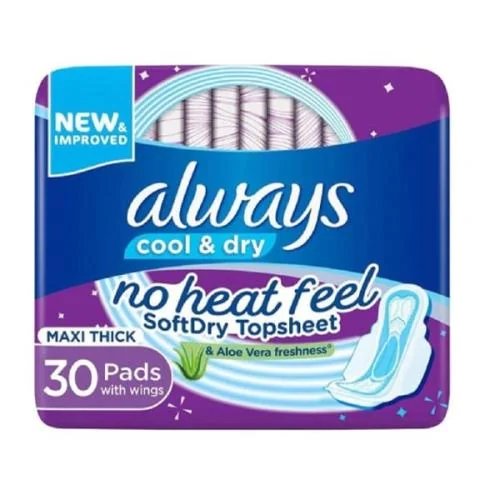 NEW &
IMPROVED
always
cool & dry
no heat feel
SoftDry Topsheet
& Aloe Vera freshness°
MAXI THICK
30 Pads
with wings